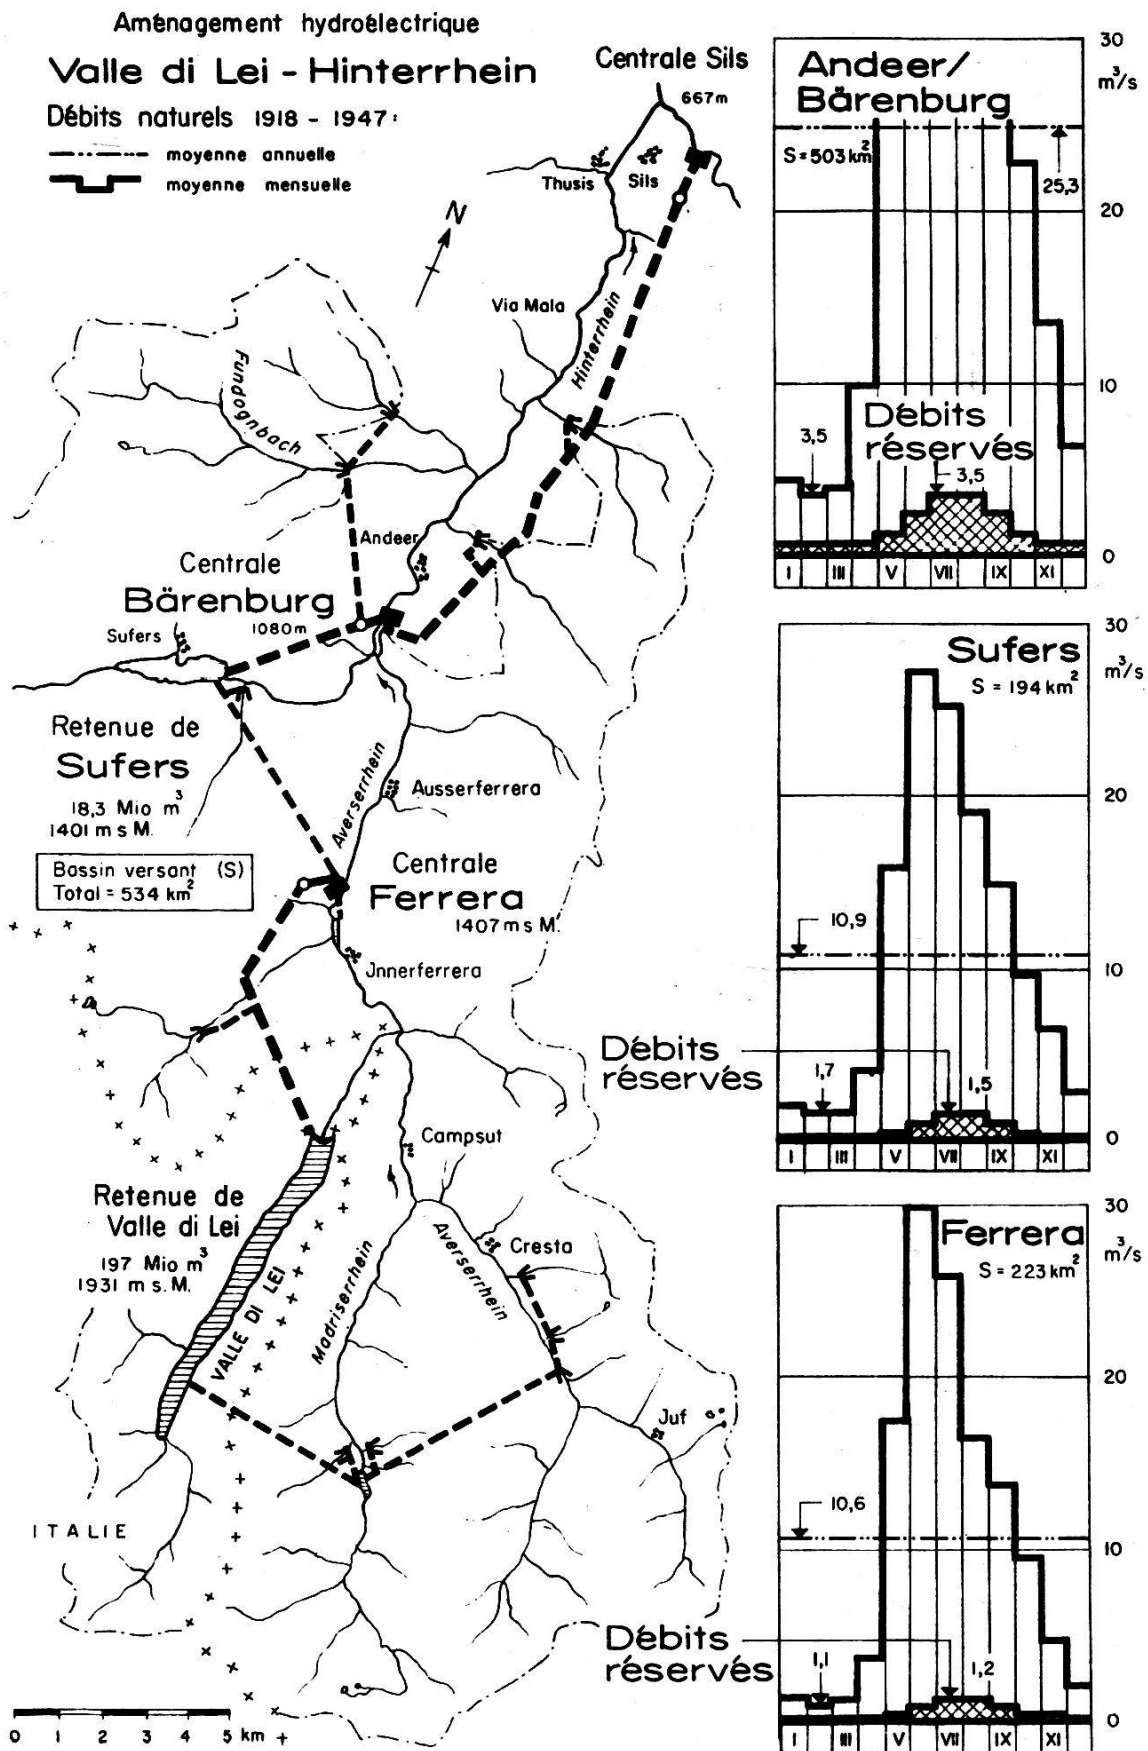 Aménagement hydroélectrique
Valle di Lei - Hinterrhein
Débits naturels 1918 - 1947:
moyenne annuelle
moyenne mensuelle
Centrale Sils
667m
Thusis
Sils
N
Via Mala
Hinterrhein
Fundognbach
Andeer
Centrale
Bärenburg
1080m
Sufers
Retenue de
Sufers
18,3 Mio m³
1401 m s M.
Averserrhein
Ausserferrera
Bassin versant (S)
Total = 534 km²
Centrale
Ferrera
1407 m s M.
Jnnerferrera
Campsut
Retenue de
Valle di Lei
197 Mio m³
1931 m s. M.
VALLE DI LEI
Madriserrhein
Averserrhein
Cresta
Juf
ITALIE
0 1 2 3 4 5 km
Andeer/
Bärenburg
S = 503 km²
30
m³/s
25,3
20
10
Débits
réservés
3,5
3,5
0
I III V VII IX XI
Sufers
S = 194 km²
30
m³/s
20
10,9
10
Débits
réservés
1,7
1,5
0
I III V VII IX XI
Ferrera
S = 223 km²
30
m³/s
20
10,6
10
Débits
réservés
1,1
1,2
0
I III V VII IX XI